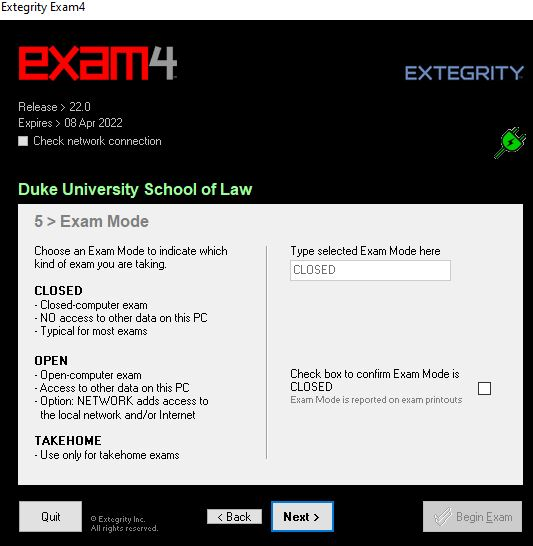 Extegrity Exam4
exam4
EXTEGRITY
Release > 22.0
Expires > 08 Apr 2022
Check network connection
Duke University School of Law
5 > Exam Mode
Choose an Exam Mode to indicate which
kind of exam you are taking.
CLOSED
- Closed-computer exam
- NO access to other data on this PC
- Typical for most exams
OPEN
- Open-computer exam
- Access to other data on this PC
- Option: NETWORK adds access to
the local network and/or Internet
TAKEHOME
- Use only for takehome exams
Type selected Exam Mode here
CLOSED
Check box to confirm Exam Mode is
CLOSED
Exam Mode is reported on exam printouts
Quit
© Extegrity Inc.
All rights reserved.
< Back
Next >
Begin Exam